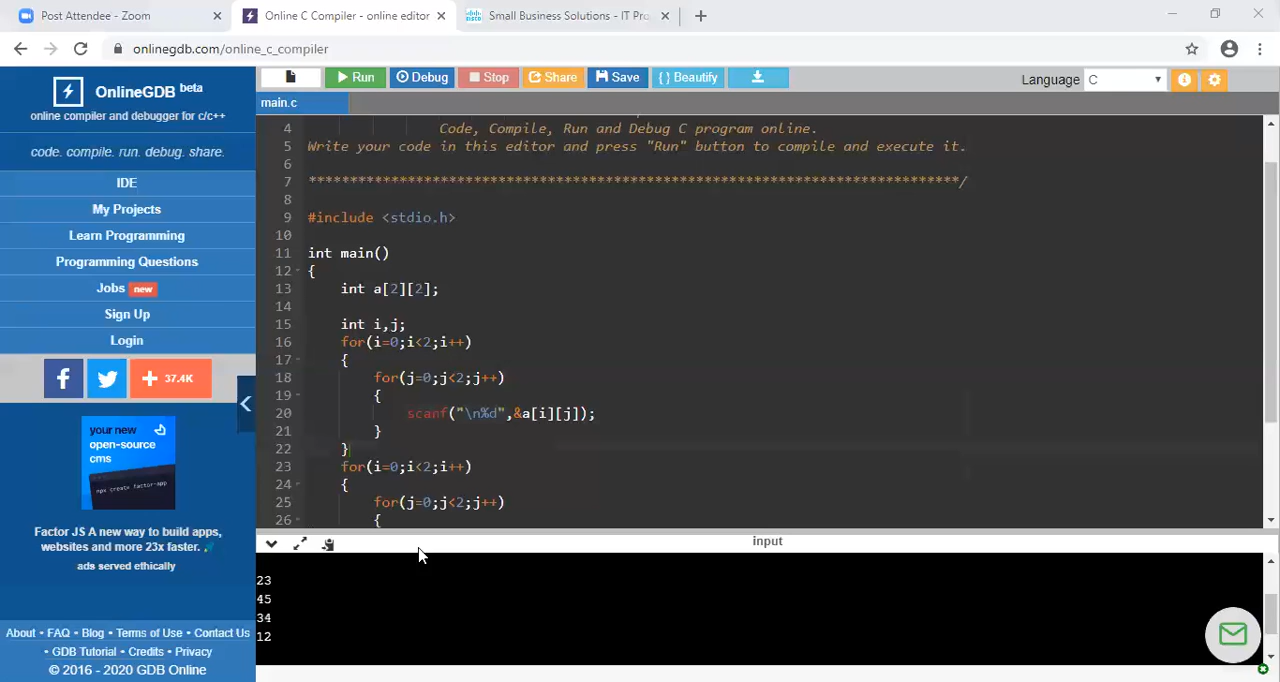 Post Attendee - Zoom
Online C Compiler - online editor
Small Business Solutions - IT Pro
onlinegdb.com/online_c_compiler
OnlineGDB beta
online compiler and debugger for c/c++
code. compile. run. debug. share.
IDE
My Projects
Learn Programming
Programming Questions
Jobs new
Sign Up
Login
37.4K
your new
open-source
cms
npx create factor-app
Factor JS A new way to build apps,
websites and more 23x faster.
ads served ethically
About • FAQ • Blog • Terms of Use • Contact Us
• GDB Tutorial • Credits • Privacy
© 2016 - 2020 GDB Online
Run
Debug
Stop
Share
Save
{ } Beautify
Language C
main.c
4 Code, Compile, Run and Debug C program online.
5 Write your code in this editor and press "Run" button to compile and execute it.
6
7 *******************************************************************************/
8
9 #include <stdio.h>
10
11 int main()
12 {
13 int a[2][2];
14
15 int i,j;
16 for(i=0;i<2;i++)
17 {
18 for(j=0;j<2;j++)
19 {
20 scanf("\n%d",&a[i][j]);
21 }
22 }
23 for(i=0;i<2;i++)
24 {
25 for(j=0;j<2;j++)
26 {
input
23
45
34
12